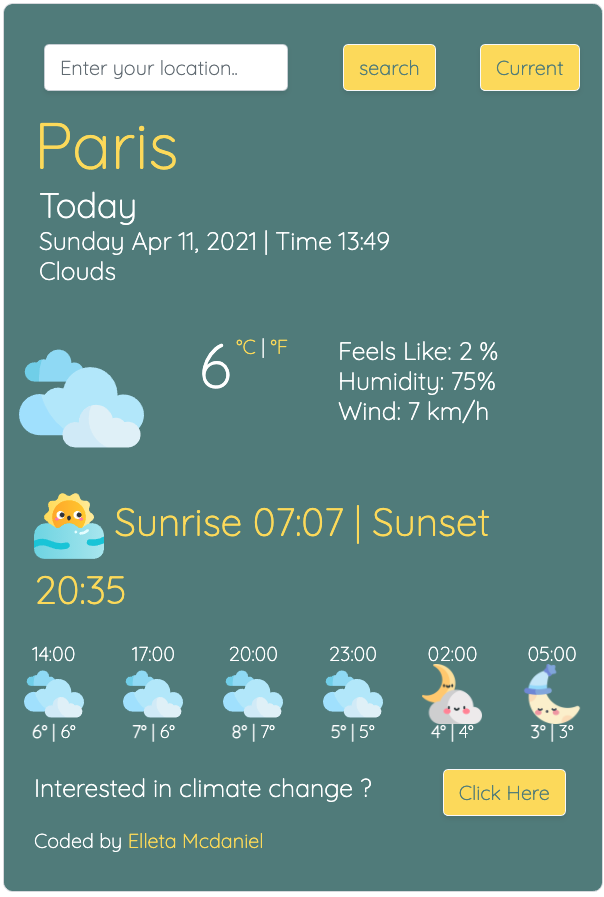 Enter your location.. search Current
Paris
Today
Sunday Apr 11, 2021 | Time 13:49
Clouds
6 °C | °F
Feels Like: 2 %
Humidity: 75%
Wind: 7 km/h
Sunrise 07:07 | Sunset
20:35
14:00 17:00 20:00 23:00 02:00 05:00
6° | 6° 7° | 6° 8° | 7° 5° | 5° 4° | 4° 3° | 3°
Interested in climate change ? Click Here
Coded by Elleta Mcdaniel